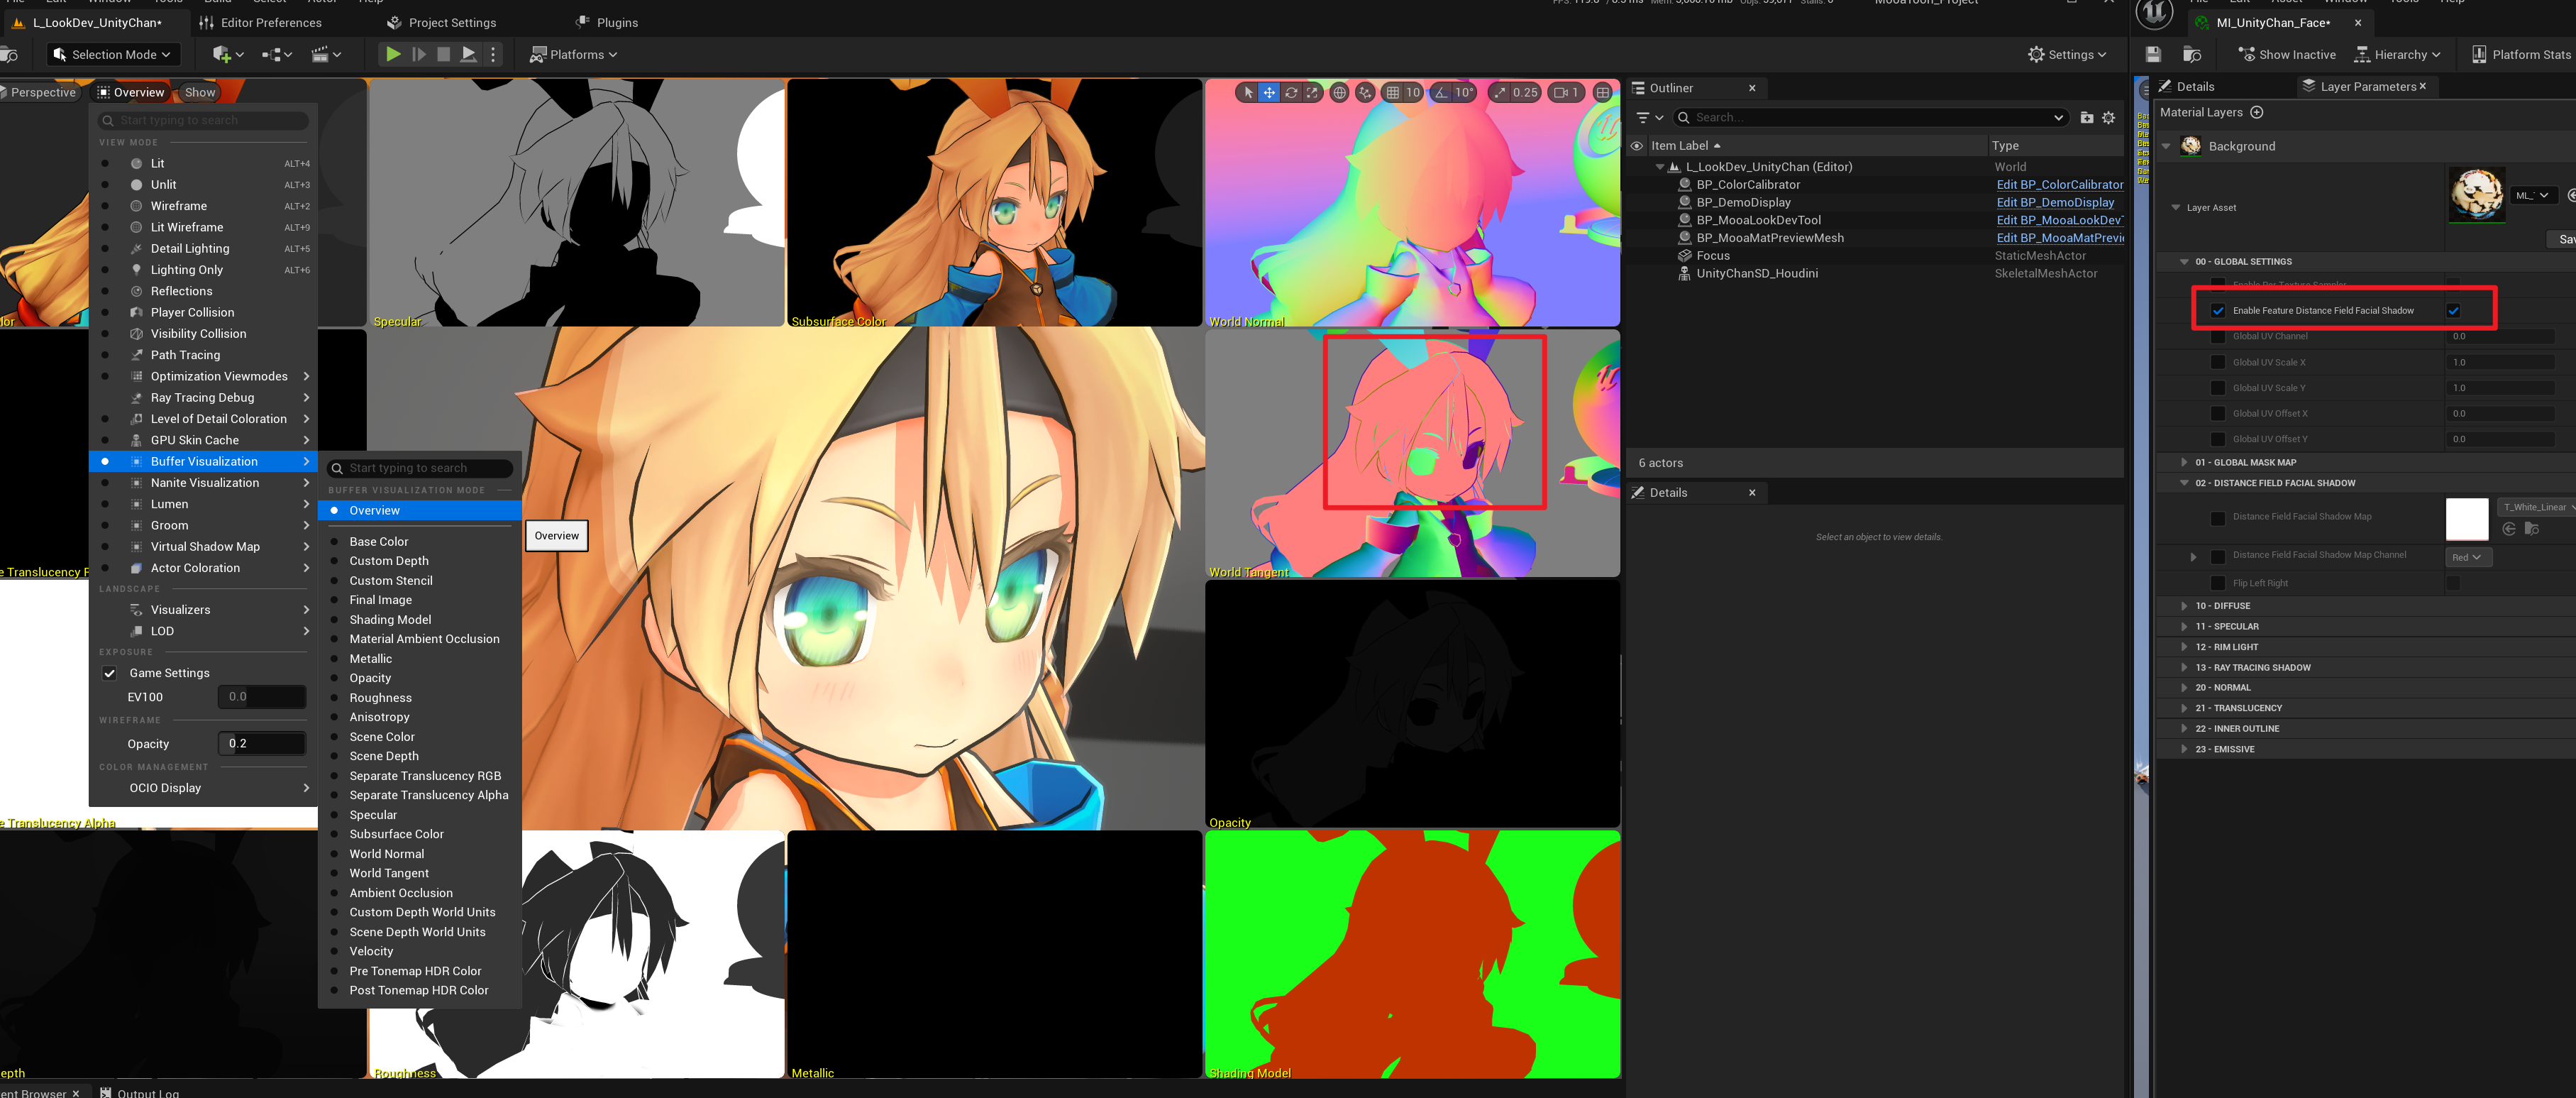 L_LookDev_UnityChan*
Editor Preferences
Project Settings
Plugins
MI_UnityChan_Face*
Selection Mode
Platforms
Settings
Show Inactive
Hierarchy
Platform Stats
Perspective
Overview
Show
10
10°
0.25
1
Start typing to search
VIEW MODE
Lit ALT+4
Unlit ALT+3
Wireframe ALT+2
Lit Wireframe ALT+9
Detail Lighting ALT+5
Lighting Only ALT+6
Reflections
Player Collision
Visibility Collision
Path Tracing
Optimization Viewmodes
Ray Tracing Debug
Level of Detail Coloration
GPU Skin Cache
Buffer Visualization
Nanite Visualization
Lumen
Groom
Virtual Shadow Map
Actor Coloration
LANDSCAPE
Visualizers
LOD
EXPOSURE
Game Settings
EV100 0.0
WIREFRAME
Opacity 0.2
COLOR MANAGEMENT
OCIO Display
Start typing to search
BUFFER VISUALIZATION MODE
Overview
Base Color
Custom Depth
Custom Stencil
Final Image
Shading Model
Material Ambient Occlusion
Metallic
Opacity
Roughness
Anisotropy
Scene Color
Scene Depth
Separate Translucency RGB
Separate Translucency Alpha
Specular
Subsurface Color
World Normal
World Tangent
Ambient Occlusion
Custom Depth World Units
Scene Depth World Units
Velocity
Pre Tonemap HDR Color
Post Tonemap HDR Color
Overview
Specular
Subsurface Color
World Normal
World Tangent
e Translucency
e Translucency Alpha
Opacity
epth
Roughness
Metallic
Shading Model
Output Log
Outliner
Search...
Item Label
Type
L_LookDev_UnityChan (Editor) World
BP_ColorCalibrator Edit BP_ColorCalibrator
BP_DemoDisplay Edit BP_DemoDisplay
BP_MooaLookDevTool Edit BP_MooaLookDevT
BP_MooaMatPreviewMesh Edit BP_MooaMatPrevi
Focus StaticMeshActor
UnityChanSD_Houdini SkeletalMeshActor
6 actors
Details
Select an object to view details.
Details
Layer Parameters
Material Layers
Background
Layer Asset
ML_
Sav
00 - GLOBAL SETTINGS
Enable Feature Distance Field Facial Shadow
Global UV Channel 0.0
Global UV Scale X 1.0
Global UV Scale Y 1.0
Global UV Offset X 0.0
Global UV Offset Y 0.0
01 - GLOBAL MASK MAP
02 - DISTANCE FIELD FACIAL SHADOW
Distance Field Facial Shadow Map T_White_Linear
Distance Field Facial Shadow Map Channel Red
Flip Left Right
10 - DIFFUSE
11 - SPECULAR
12 - RIM LIGHT
13 - RAY TRACING SHADOW
20 - NORMAL
21 - TRANSLUCENCY
22 - INNER OUTLINE
23 - EMISSIVE